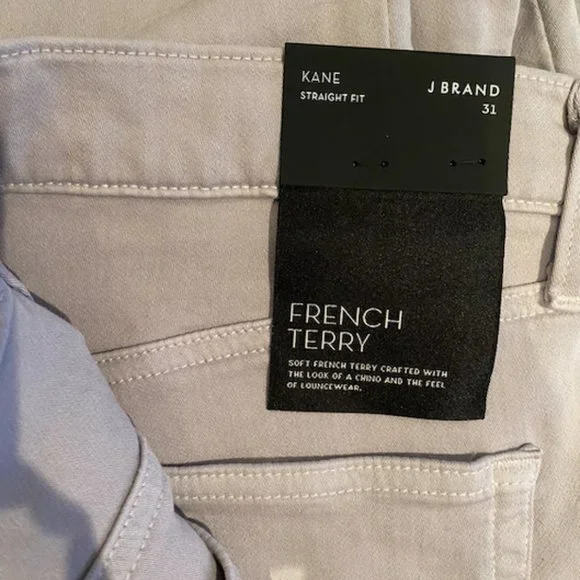 KANE
STRAIGHT FIT
J BRAND
31
FRENCH
TERRY
SOFT FRENCH TERRY CRAFTED WITH
THE LOOK OF A CHINO AND THE FEEL
OF LOUNGEWEAR.